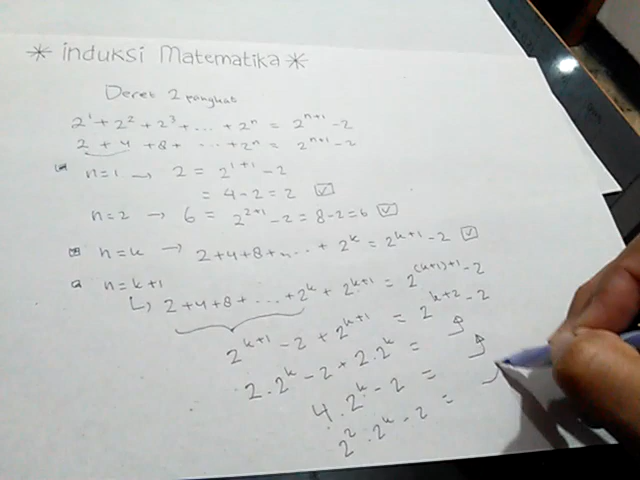 * Induksi Matematika *
Deret 2 pangkat
2¹ + 2² + 2³ + ... + 2ⁿ = 2ⁿ⁺¹ - 2
2 + 4 + 8 + ... + 2ⁿ = 2ⁿ⁺¹ - 2
n = 1 → 2 = 2¹⁺¹ - 2
= 4 - 2 = 2 ☑
n = 2 → 6 = 2²⁺¹ - 2 = 8 - 2 = 6 ☑
n = k → 2 + 4 + 8 + ... + 2ᵏ = 2ᵏ⁺¹ - 2 ☑
n = k + 1
↳ 2 + 4 + 8 + ... + 2ᵏ + 2ᵏ⁺¹ = 2⁽ᵏ⁺¹⁾⁺¹ - 2
2ᵏ⁺¹ - 2 + 2ᵏ⁺¹ = 2ᵏ⁺² - 2
2 . 2ᵏ - 2 + 2 . 2ᵏ =
4 . 2ᵏ - 2 =
2² . 2ᵏ - 2 =